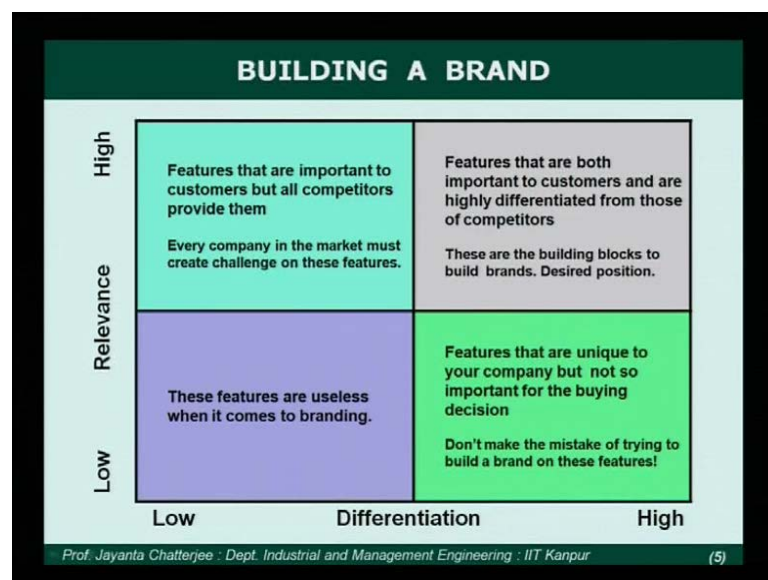 BUILDING A BRAND
High
Relevance
Low
Features that are important to
customers but all competitors
provide them
Every company in the market must
create challenge on these features.
Features that are both
important to customers and are
highly differentiated from those
of competitors
These are the building blocks to
build brands. Desired position.
These features are useless
when it comes to branding.
Features that are unique to
your company but not so
important for the buying
decision
Don't make the mistake of trying to
build a brand on these features!
Low Differentiation High
Prof. Jayanta Chatterjee : Dept. Industrial and Management Engineering : IIT Kanpur (5)